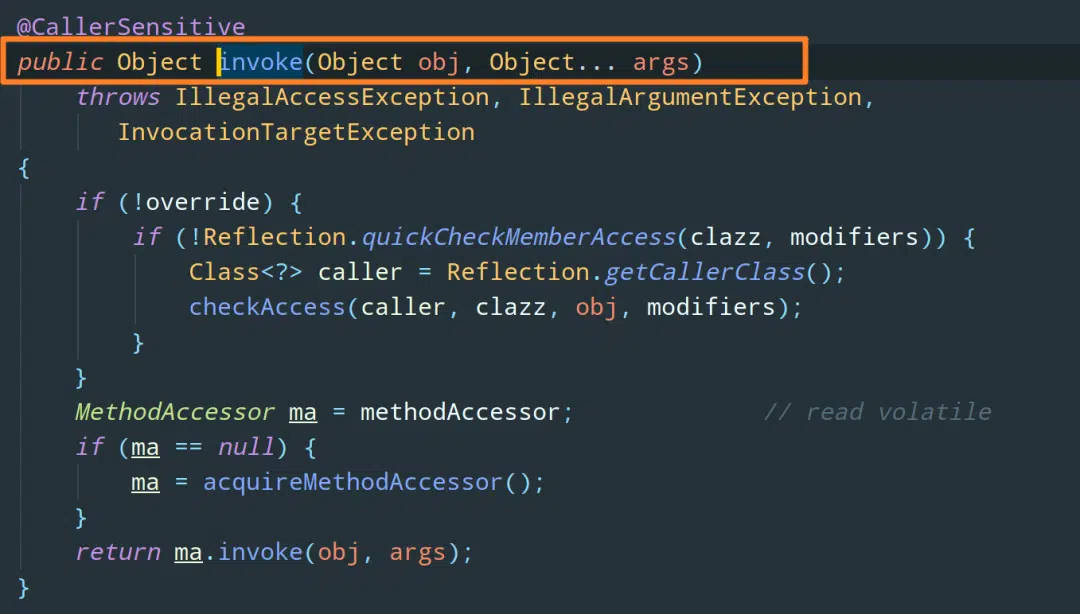 @CallerSensitive
public Object invoke(Object obj, Object... args)
    throws IllegalAccessException, IllegalArgumentException,
       InvocationTargetException
{
    if (!override) {
        if (!Reflection.quickCheckMemberAccess(clazz, modifiers)) {
            Class<?> caller = Reflection.getCallerClass();
            checkAccess(caller, clazz, obj, modifiers);
        }
    }
    MethodAccessor ma = methodAccessor;             // read volatile
    if (ma == null) {
        ma = acquireMethodAccessor();
    }
    return ma.invoke(obj, args);
}